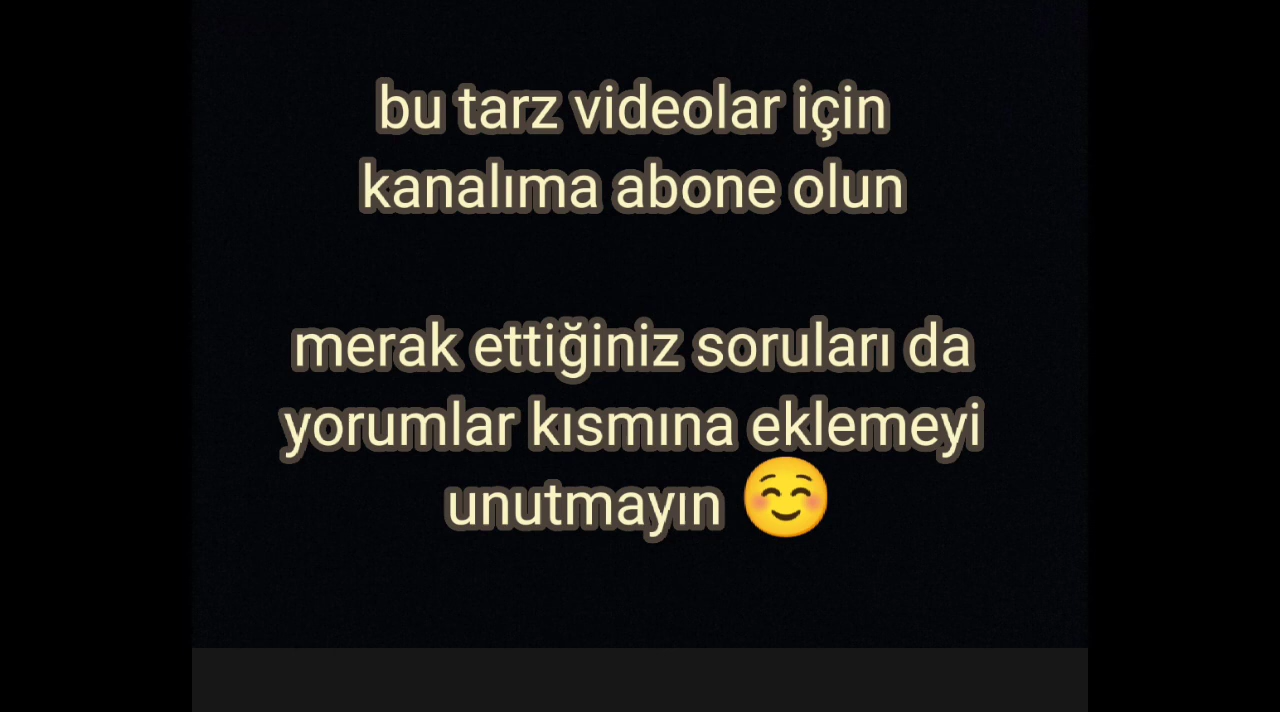 bu tarz videolar için
kanalıma abone olun
merak ettiğiniz soruları da
yorumlar kısmına eklemeyi
unutmayın ☺️